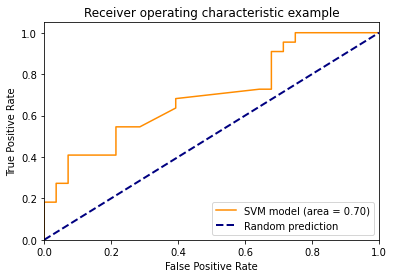 Receiver operating characteristic example
True Positive Rate
1.0
0.8
0.6
0.4
0.2
0.0
SVM model (area = 0.70)
Random prediction
0.0 0.2 0.4 0.6 0.8 1.0
False Positive Rate